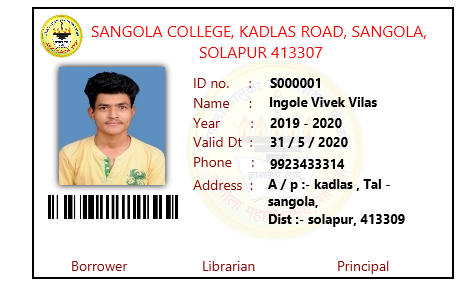 SANGOLA COLLEGE, KADLAS ROAD, SANGOLA,
SOLAPUR 413307
ID no. : S000001
Name : Ingole Vivek Vilas
Year : 2019 - 2020
Valid Dt : 31 / 5 / 2020
Phone : 9923433314
Address : A / p :- kadlas , Tal -
sangola,
Dist :- solapur, 413309
Borrower Librarian Principal